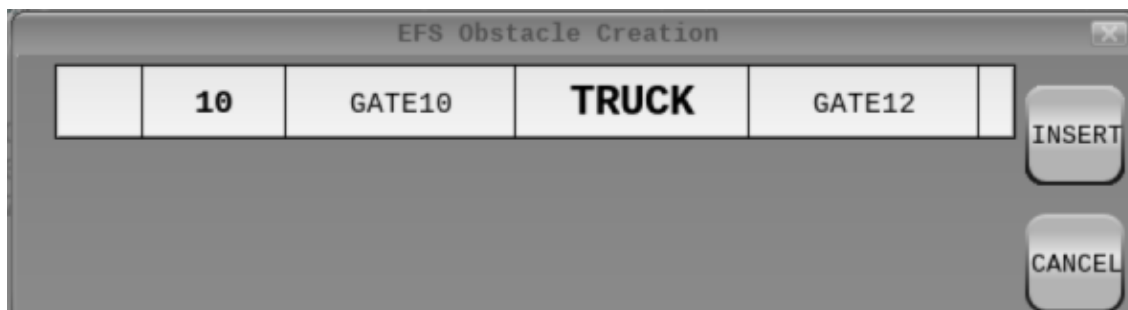 EFS Obstacle Creation
10 GATE10 TRUCK GATE12
INSERT
CANCEL